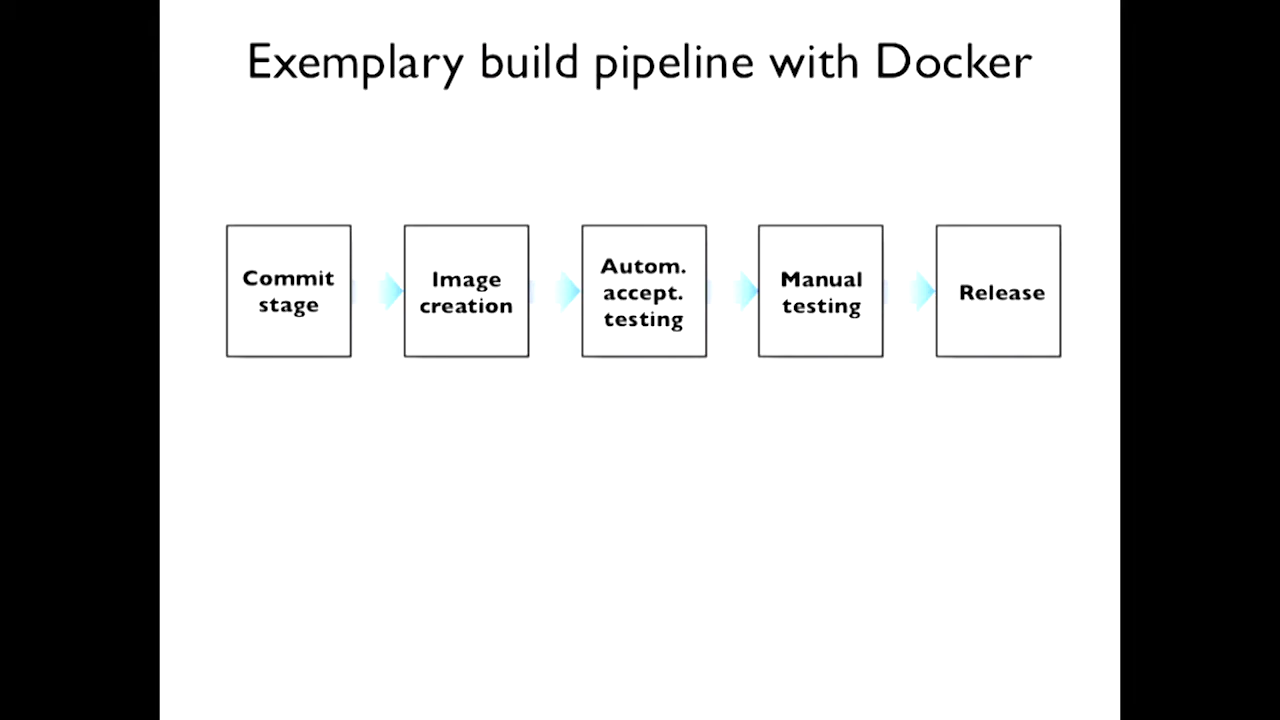 Exemplary build pipeline with Docker
Commit
stage
Image
creation
Autom.
accept.
testing
Manual
testing
Release